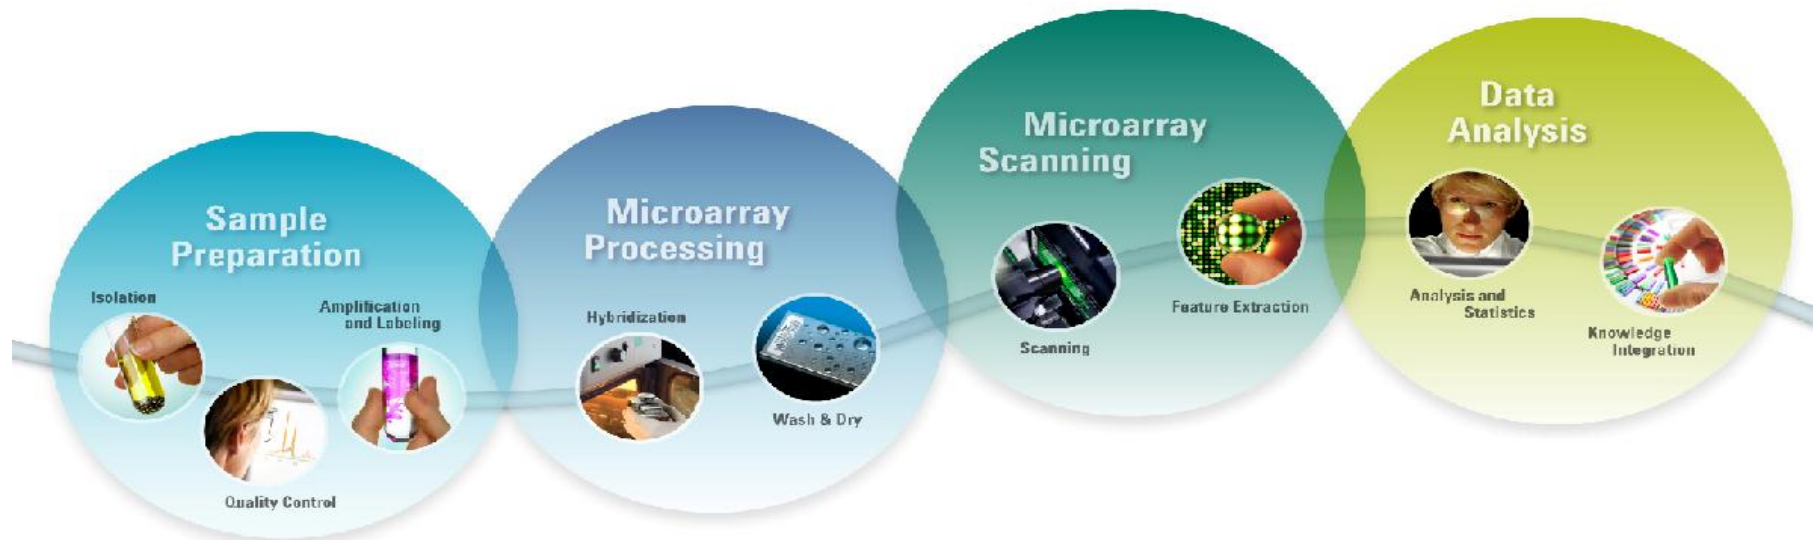 Sample
Preparation
Isolation
Amplification
and Labeling
Quality Control
Microarray
Processing
Hybridization
Wash & Dry
Microarray
Scanning
Scanning
Feature Extraction
Data
Analysis
Analysis and
Statistics
Knowledge
Integration